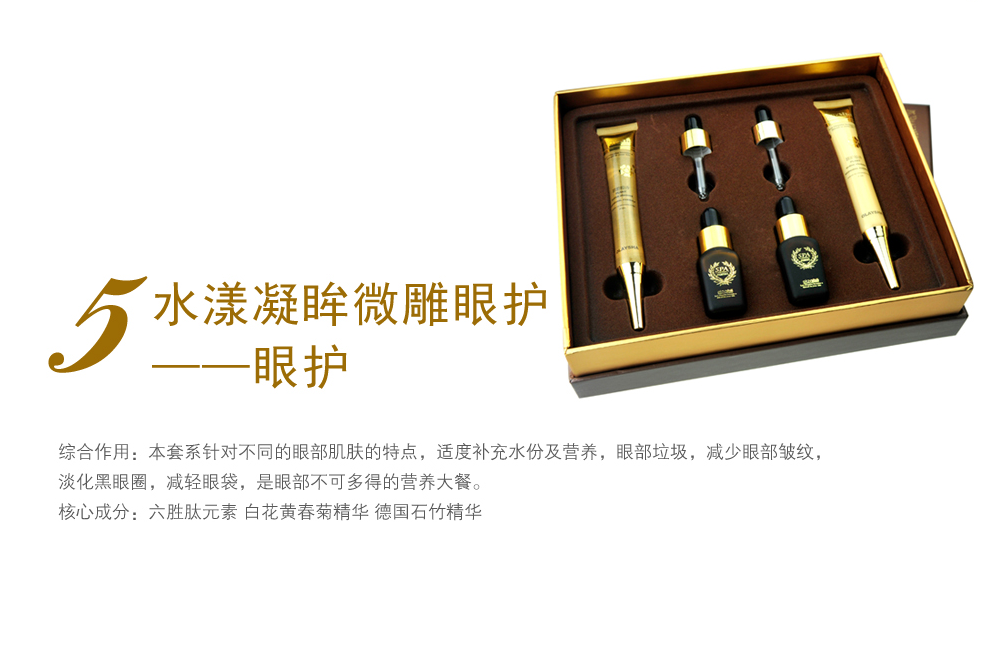 5
水漾凝眸微雕眼护
——眼护
综合作用：本套系针对不同的眼部肌肤的特点，适度补充水份及营养，眼部垃圾，减少眼部皱纹，
淡化黑眼圈，减轻眼袋，是眼部不可多得的营养大餐。
核心成分：六胜肽元素 白花黄春菊精华 德国石竹精华
SPA
SPA